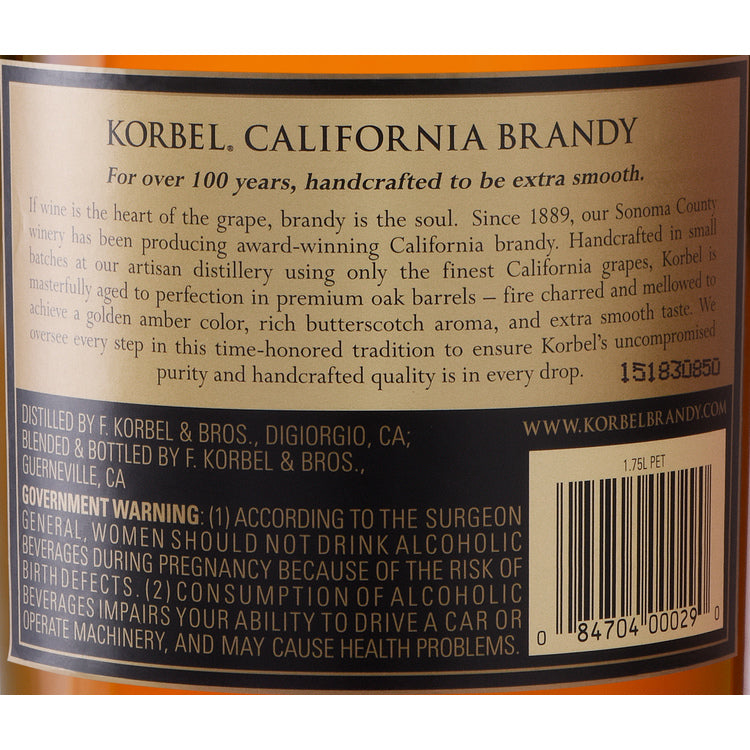 KORBEL® CALIFORNIA BRANDY
For over 100 years, handcrafted to be extra smooth.
If wine is the heart of the grape, brandy is the soul. Since 1889, our Sonoma County
winery has been producing award-winning California brandy. Handcrafted in small
batches at our artisan distillery using only the finest California grapes, Korbel is
masterfully aged to perfection in premium oak barrels – fire charred and mellowed to
achieve a golden amber color, rich butterscotch aroma, and extra smooth taste. We
oversee every step in this time-honored tradition to ensure Korbel's uncompromised
purity and handcrafted quality is in every drop.
151830850
DISTILLED BY F. KORBEL & BROS., DIGIORGIO, CA;
BLENDED & BOTTLED BY F. KORBEL & BROS.,
GUERNEVILLE, CA
WWW.KORBELBRANDY.COM
GOVERNMENT WARNING: (1) ACCORDING TO THE SURGEON
GENERAL, WOMEN SHOULD NOT DRINK ALCOHOLIC
BEVERAGES DURING PREGNANCY BECAUSE OF THE RISK OF
BIRTH DEFECTS. (2) CONSUMPTION OF ALCOHOLIC
BEVERAGES IMPAIRS YOUR ABILITY TO DRIVE A CAR OR
OPERATE MACHINERY, AND MAY CAUSE HEALTH PROBLEMS.
1.75L PET
0 84704 00029 0